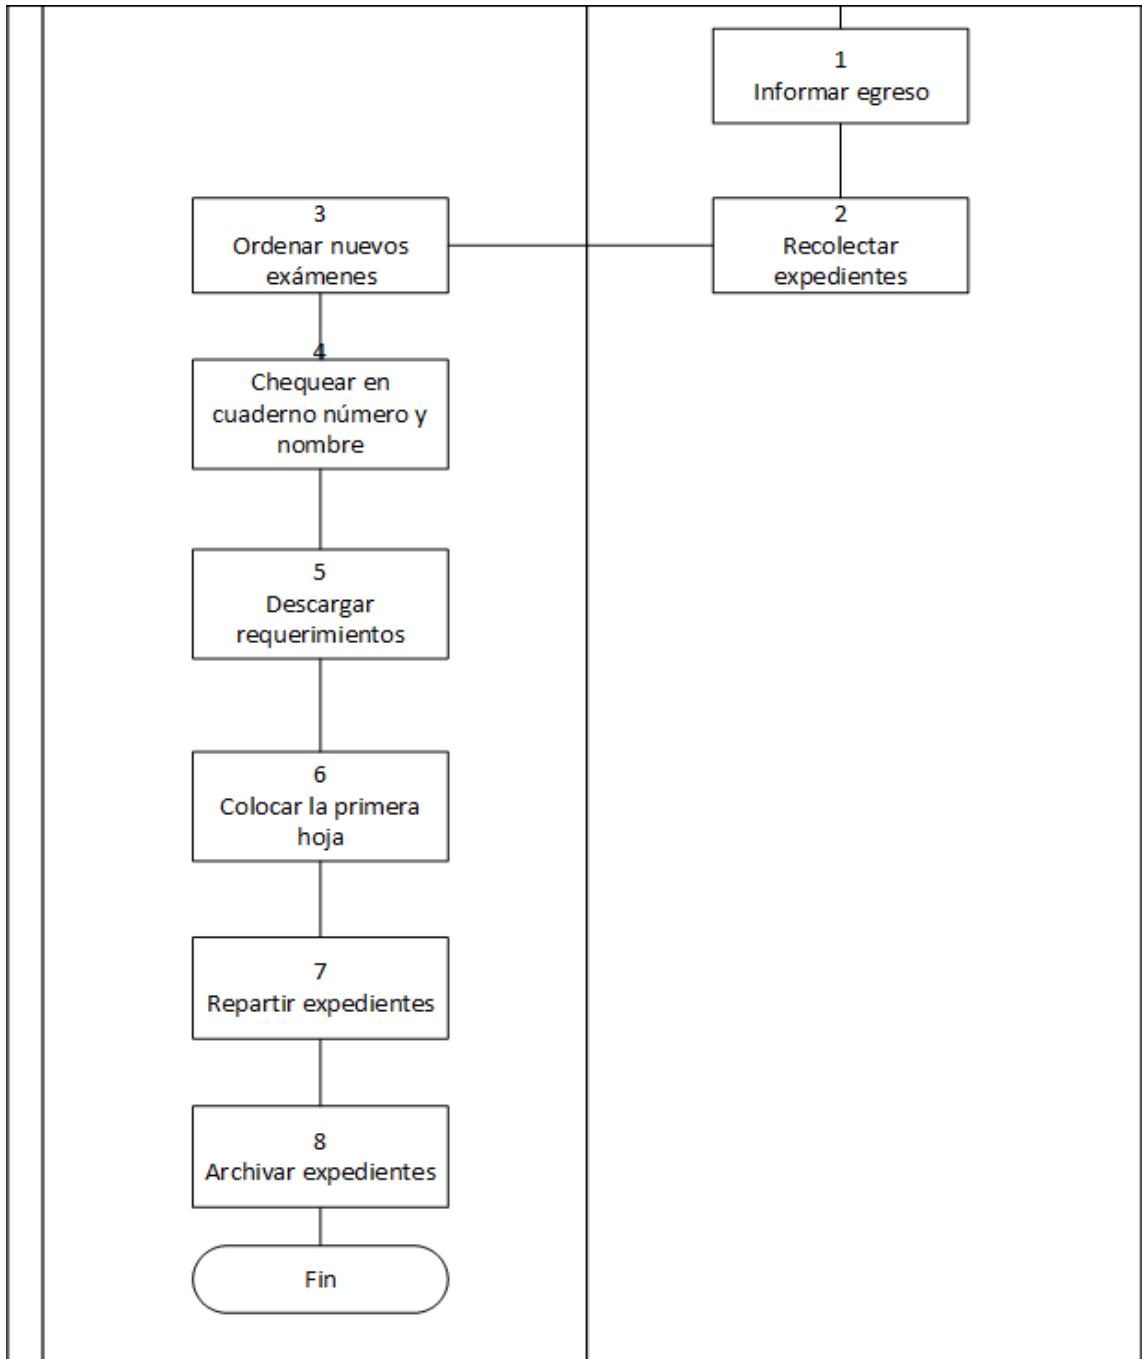 1
Informar egreso
2
Recolectar
expedientes
3
Ordenar nuevos
exámenes
4
Chequear en
cuaderno número y
nombre
5
Descargar
requerimientos
6
Colocar la primera
hoja
7
Repartir expedientes
8
Archivar expedientes
Fin